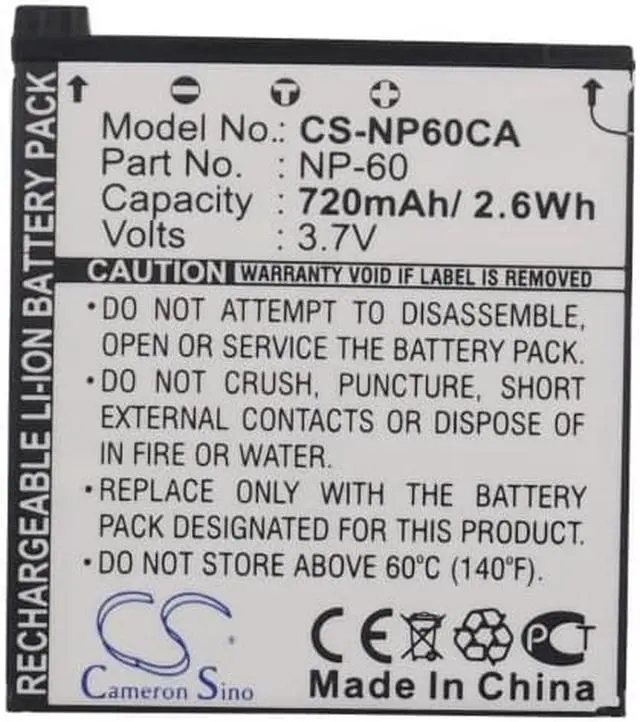 RECHARGEABLE LI-ION BATTERY PACK
Model No.: CS-NP60CA
Part No. : NP-60
Capacity : 720mAh/ 2.6Wh
Volts : 3.7V
CAUTION WARRANTY VOID IF LABEL IS REMOVED
•DO NOT ATTEMPT TO DISASSEMBLE,
OPEN OR SERVICE THE BATTERY PACK.
•DO NOT CRUSH, PUNCTURE, SHORT
EXTERNAL CONTACTS OR DISPOSE OF
IN FIRE OR WATER.
•REPLACE ONLY WITH THE BATTERY
PACK DESIGNATED FOR THIS PRODUCT.
•DO NOT STORE ABOVE 60°C (140°F).
CS
Cameron Sino
CE PCT
Made In China